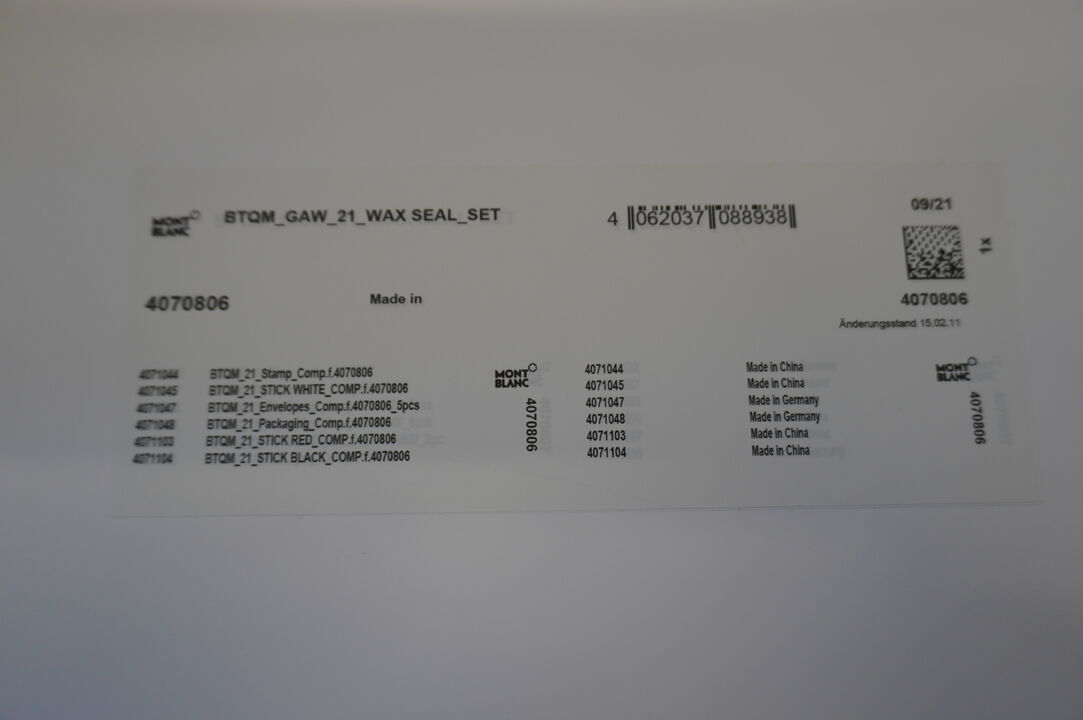 MONT
BLANC
BTQM_GAW_21_WAX SEAL_SET
4 062037 088938
09/21
1x
4070806
Made in
4070806
Änderungsstand 15.02.11
4071044 BTQM_21_Stamp_Comp.f.4070806
4071045 BTQM_21_STICK WHITE_COMP.f.4070806
4071047 BTQM_21_Envelopes_Comp.f.4070806_5pcs
4071048 BTQM_21_Packaging_Comp.f.4070806
4071103 BTQM_21_STICK RED_COMP.f.4070806
4071104 BTQM_21_STICK BLACK_COMP.f.4070806
MONT
BLANC
4070806
4071044 Made in China
4071045 Made in China
4071047 Made in Germany
4071048 Made in Germany
4071103 Made in China
4071104 Made in China
MONT
BLANC
4070806